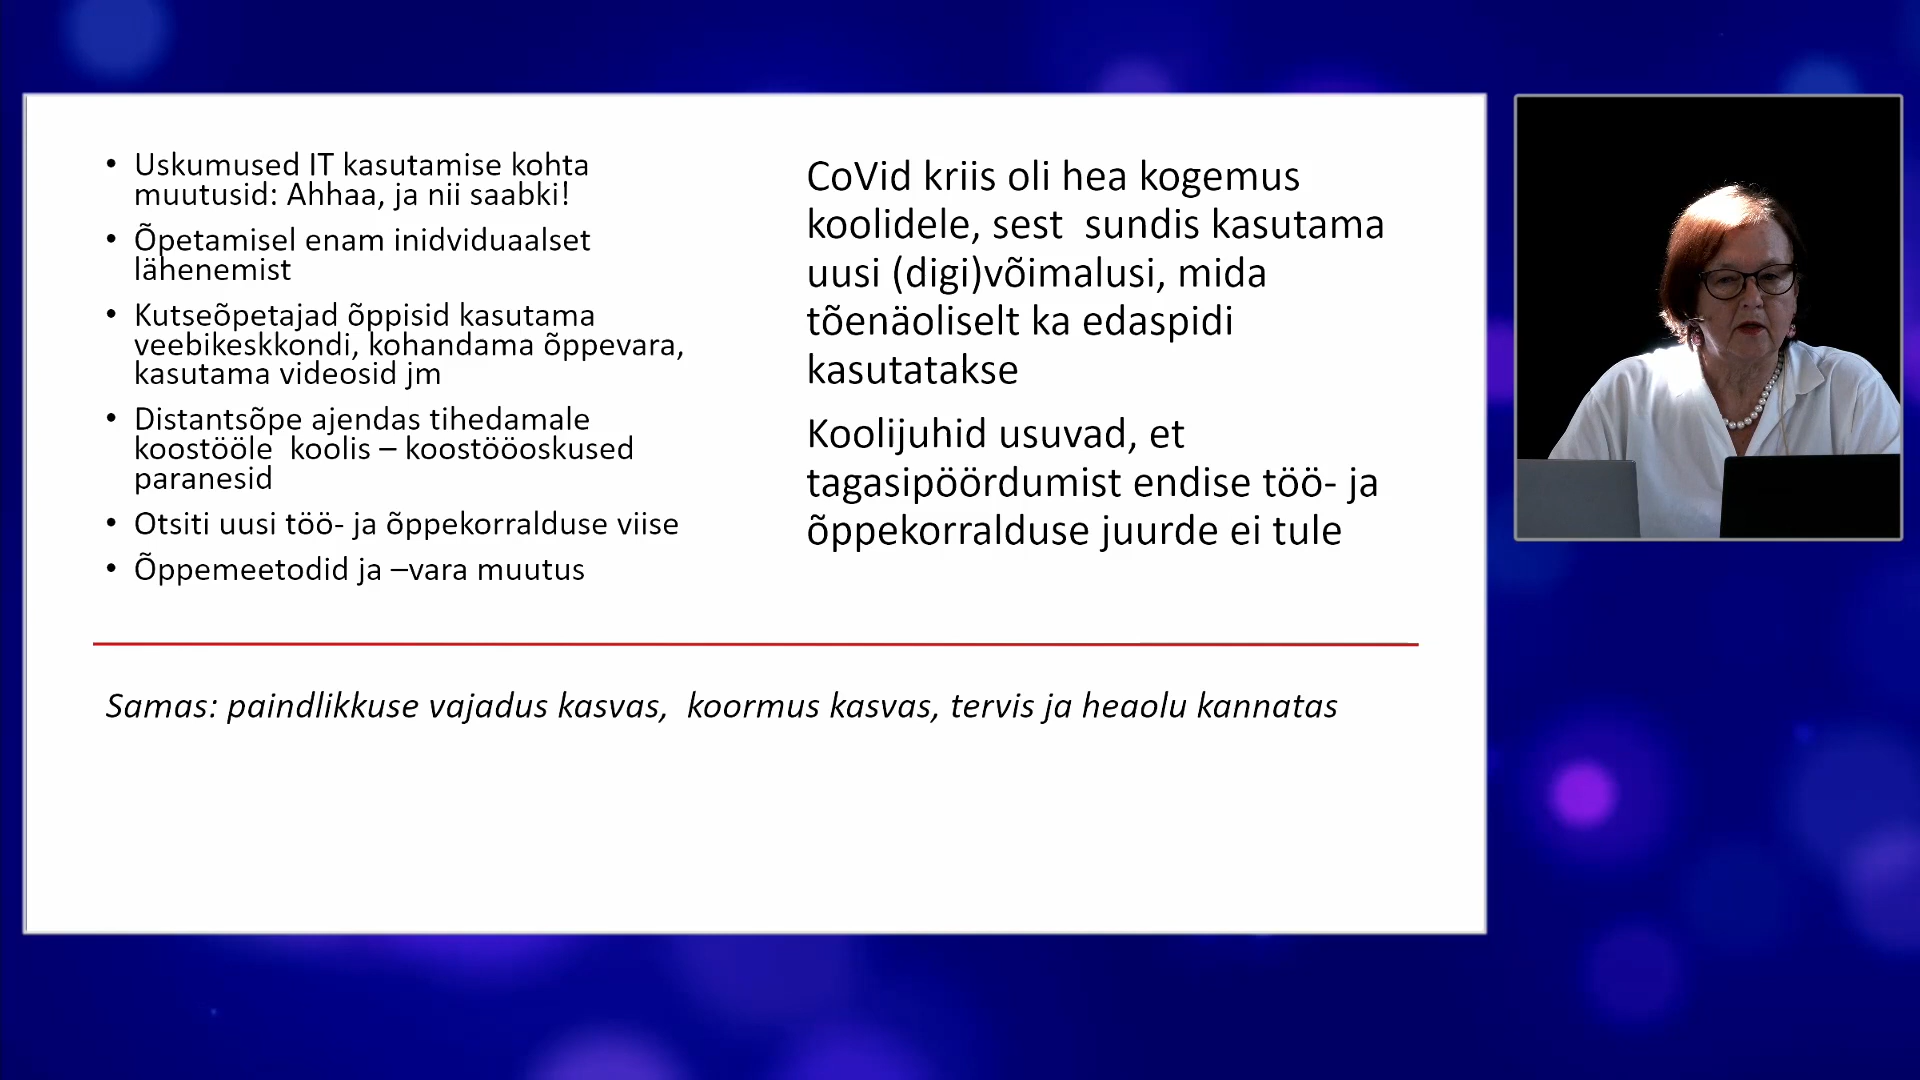 • Uskumused IT kasutamise kohta
muutusid: Ahhaa, ja nii saabki!
• Õpetamisel enam inidviduaalset
lähenemist
• Kutseõpetajad õppisid kasutama
veebikeskkondi, kohandama õppevara,
kasutama videosid jm
• Distantsõpe ajendas tihedamale
koostööle  koolis – koostööoskused
paranesid
• Otsiti uusi töö- ja õppekorralduse viise
• Õppemeetodid ja –vara muutus
CoVid kriis oli hea kogemus
koolidele, sest  sundis kasutama
uusi (digi)võimalusi, mida
tõenäoliselt ka edaspidi
kasutatakse
Koolijuhid usuvad, et
tagasipöördumist endise töö- ja
õppekorralduse juurde ei tule
Samas: paindlikkuse vajadus kasvas,  koormus kasvas, tervis ja heaolu kannatas